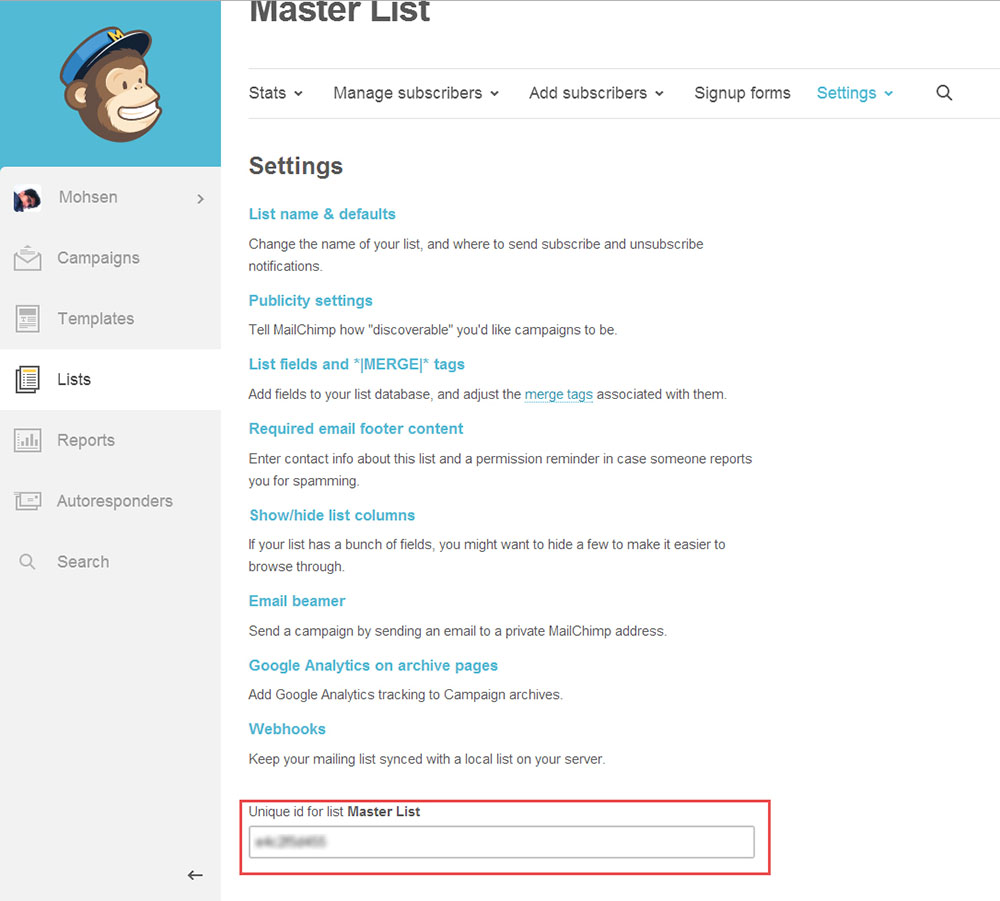 Master List
Stats Manage subscribers Add subscribers Signup forms Settings
Settings
Mohsen
Campaigns
Templates
Lists
Reports
Autoresponders
Search
List name & defaults
Change the name of your list, and where to send subscribe and unsubscribe
notifications.
Publicity settings
Tell MailChimp how "discoverable" you'd like campaigns to be.
List fields and *|MERGE|* tags
Add fields to your list database, and adjust the merge tags associated with them.
Required email footer content
Enter contact info about this list and a permission reminder in case someone reports
you for spamming.
Show/hide list columns
If your list has a bunch of fields, you might want to hide a few to make it easier to
browse through.
Email beamer
Send a campaign by sending an email to a private MailChimp address.
Google Analytics on archive pages
Add Google Analytics tracking to Campaign archives.
Webhooks
Keep your mailing list synced with a local list on your server.
Unique id for list Master List